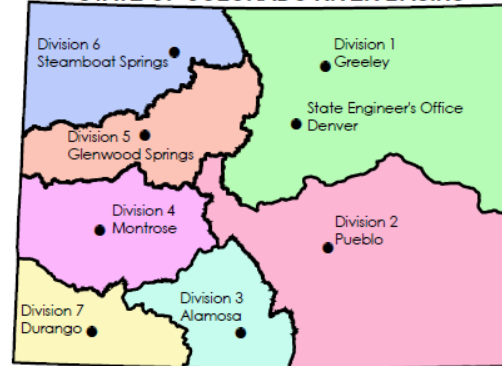 Division 6
Steamboat Springs
Division 1
Greeley
State Engineer's Office
Denver
Division 5
Glenwood Springs
Division 4
Montrose
Division 2
Pueblo
Division 3
Alamosa
Division 7
Durango